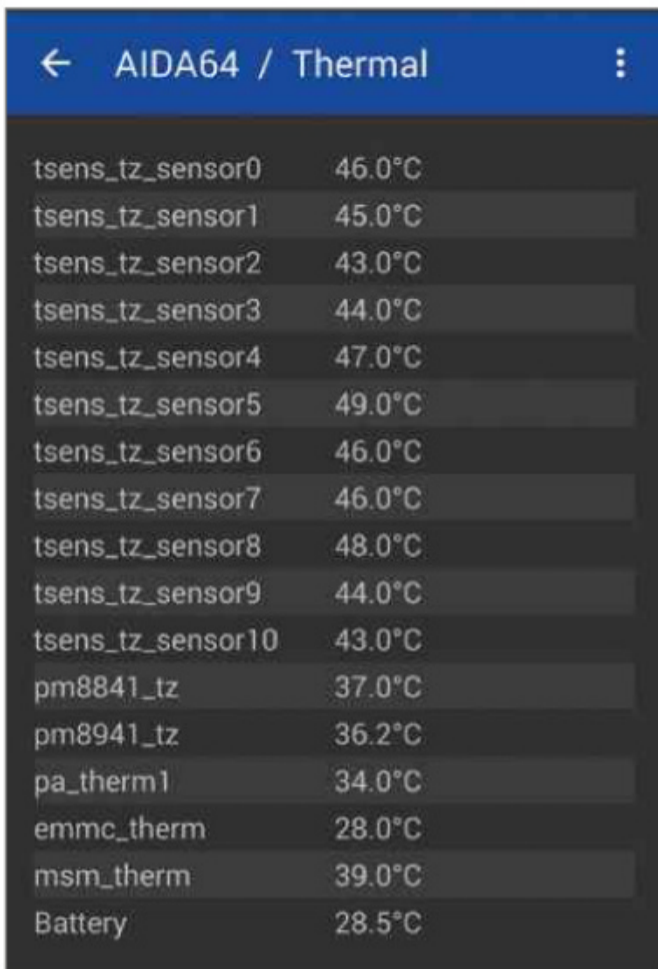 ← AIDA64 / Thermal
tsens_tz_sensor0 46.0°C
tsens_tz_sensor1 45.0°C
tsens_tz_sensor2 43.0°C
tsens_tz_sensor3 44.0°C
tsens_tz_sensor4 47.0°C
tsens_tz_sensor5 49.0°C
tsens_tz_sensor6 46.0°C
tsens_tz_sensor7 46.0°C
tsens_tz_sensor8 48.0°C
tsens_tz_sensor9 44.0°C
tsens_tz_sensor10 43.0°C
pm8841_tz 37.0°C
pm8941_tz 36.2°C
pa_therm1 34.0°C
emmc_therm 28.0°C
msm_therm 39.0°C
Battery 28.5°C